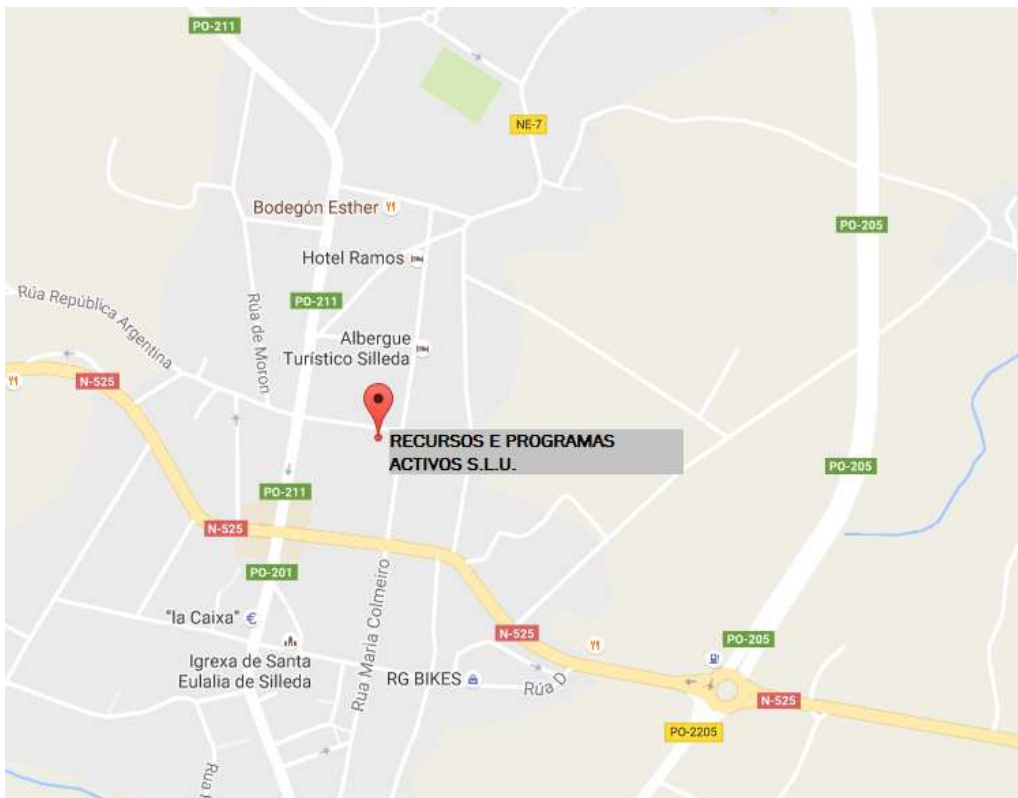 PO-211
NE-7
Bodegón Esther
PO-205
Hotel Ramos
Rúa República Argentina
PO-211
Rúa de Moron
Albergue
Turístico Silleda
N-525
RECURSOS E PROGRAMAS
ACTIVOS S.L.U.
PO-205
PO-211
N-525
PO-201
"la Caixa" €
Igrexa de Santa
Eulalia de Silleda
Rua Maria Colmeiro
N-525
PO-205
RG BIKES
Rúa D
N-525
PO-2205